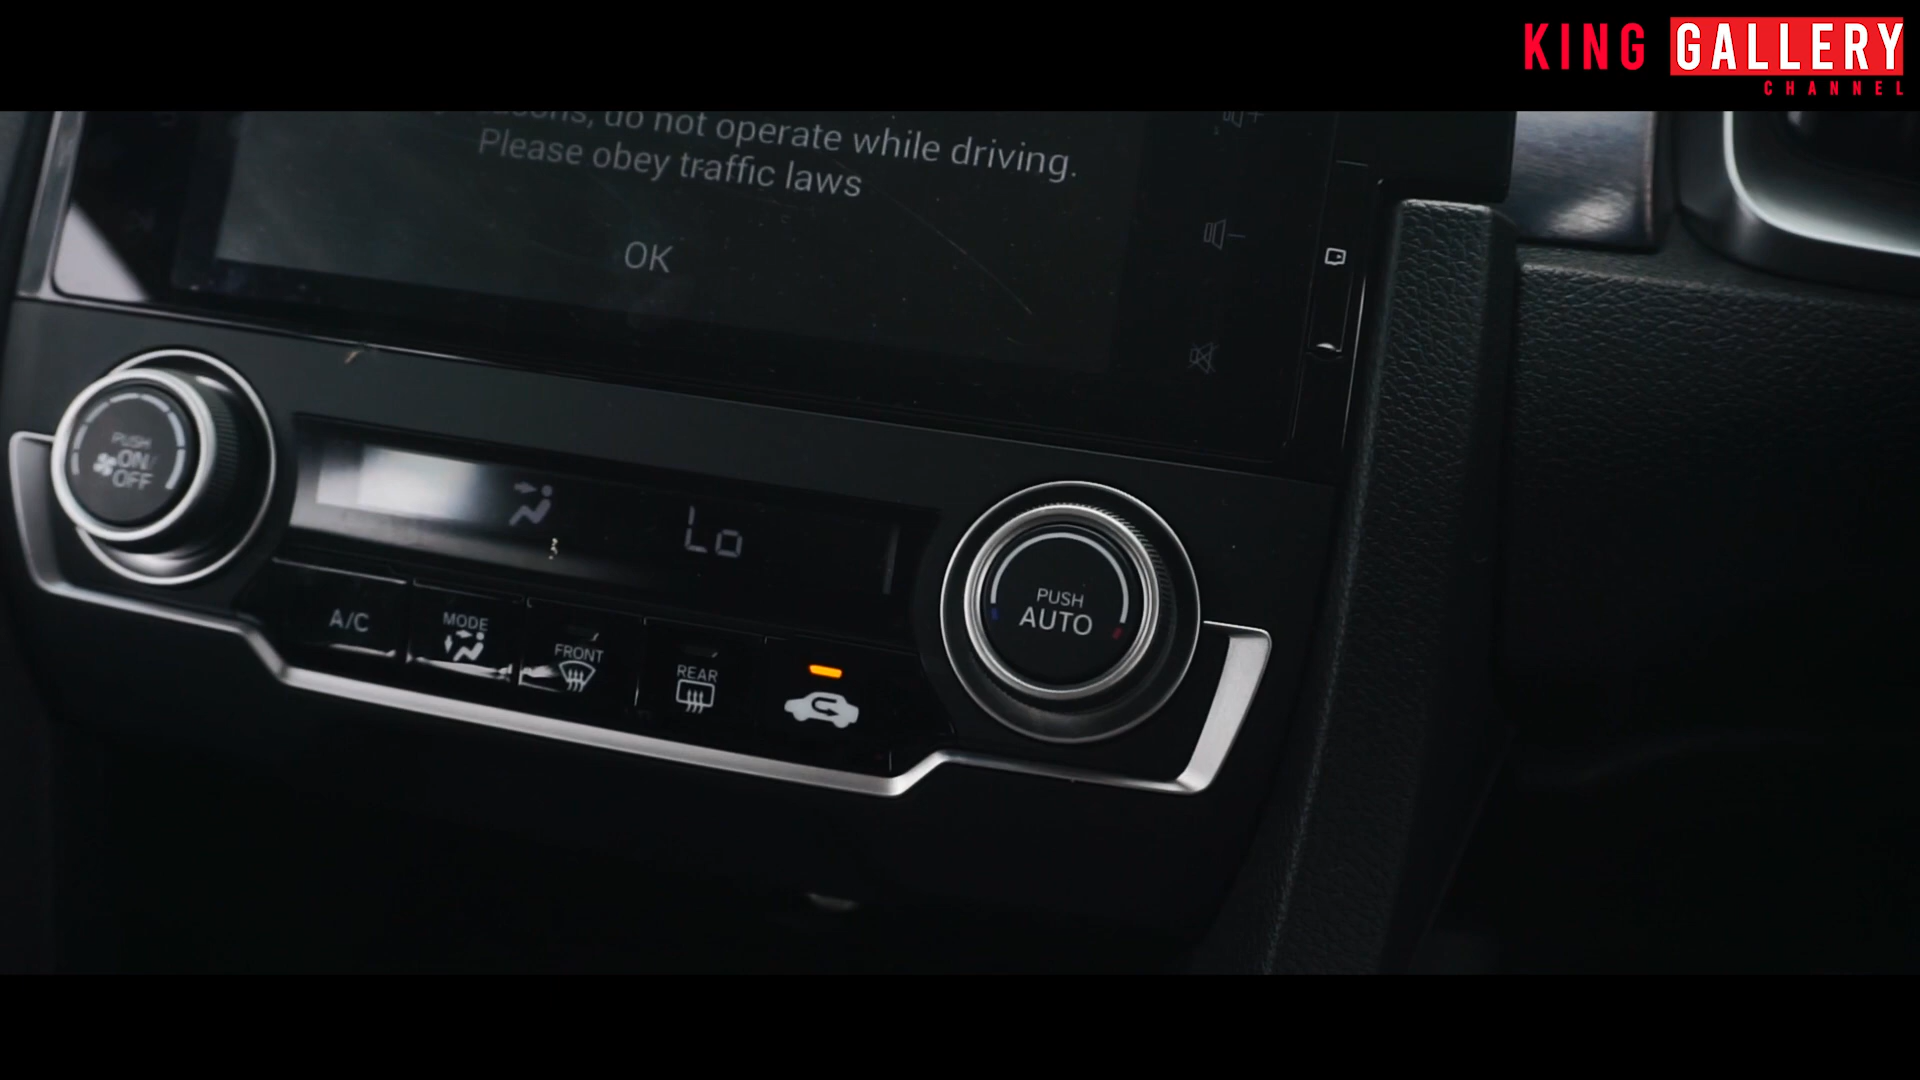 KING GALLERY
CHANNEL
do not operate while driving.
Please obey traffic laws
OK
PUSH
ON/
OFF
Lo
PUSH
AUTO
A/C
MODE
FRONT
REAR